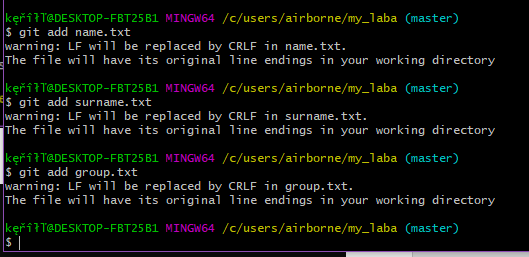 kęřîłľ@DESKTOP-FBT25B1 MINGW64 /c/users/airborne/my_laba (master)
$ git add name.txt
warning: LF will be replaced by CRLF in name.txt.
The file will have its original line endings in your working directory
kęřîłľ@DESKTOP-FBT25B1 MINGW64 /c/users/airborne/my_laba (master)
$ git add surname.txt
warning: LF will be replaced by CRLF in surname.txt.
The file will have its original line endings in your working directory
kęřîłľ@DESKTOP-FBT25B1 MINGW64 /c/users/airborne/my_laba (master)
$ git add group.txt
warning: LF will be replaced by CRLF in group.txt.
The file will have its original line endings in your working directory
kęřîłľ@DESKTOP-FBT25B1 MINGW64 /c/users/airborne/my_laba (master)
$